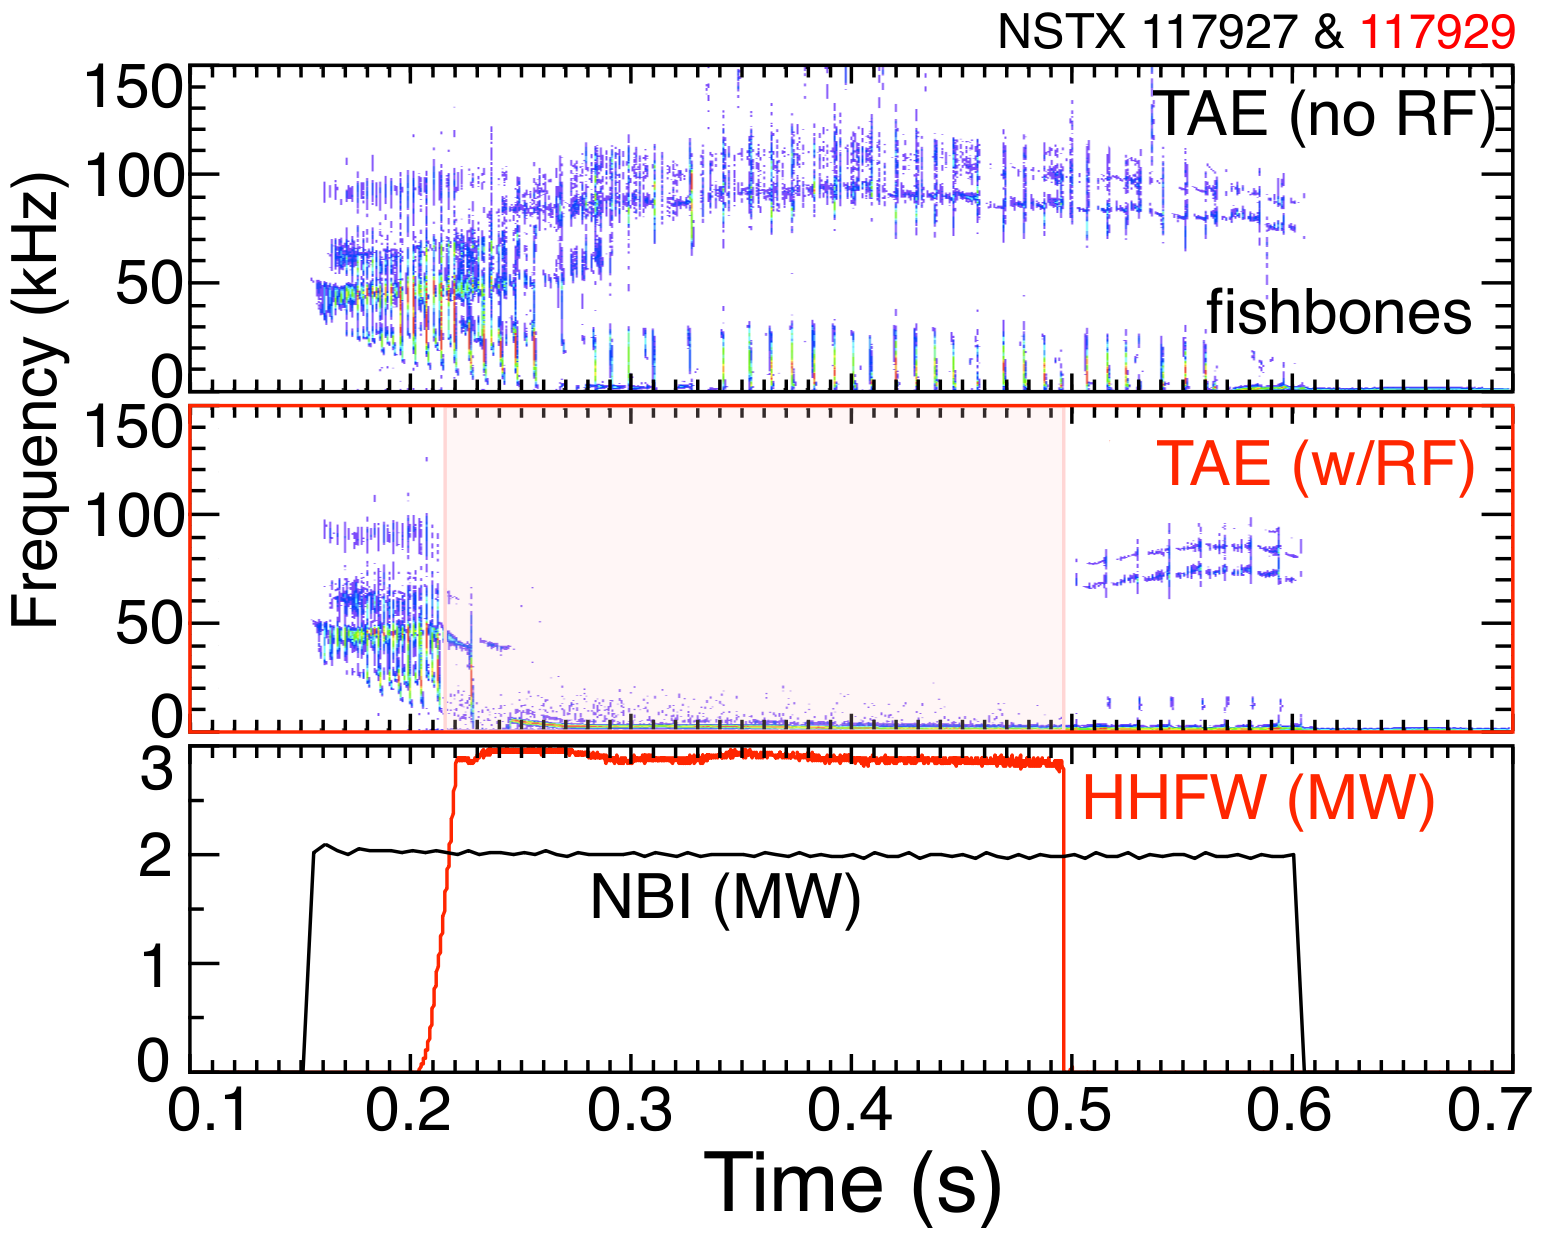 NSTX 117927 & 117929
150
TAE (no RF)
100
50
fishbones
0
Frequency (kHz)
150
TAE (w/RF)
100
50
0
3
HHFW (MW)
2
NBI (MW)
1
0
0.1 0.2 0.3 0.4 0.5 0.6 0.7
Time (s)